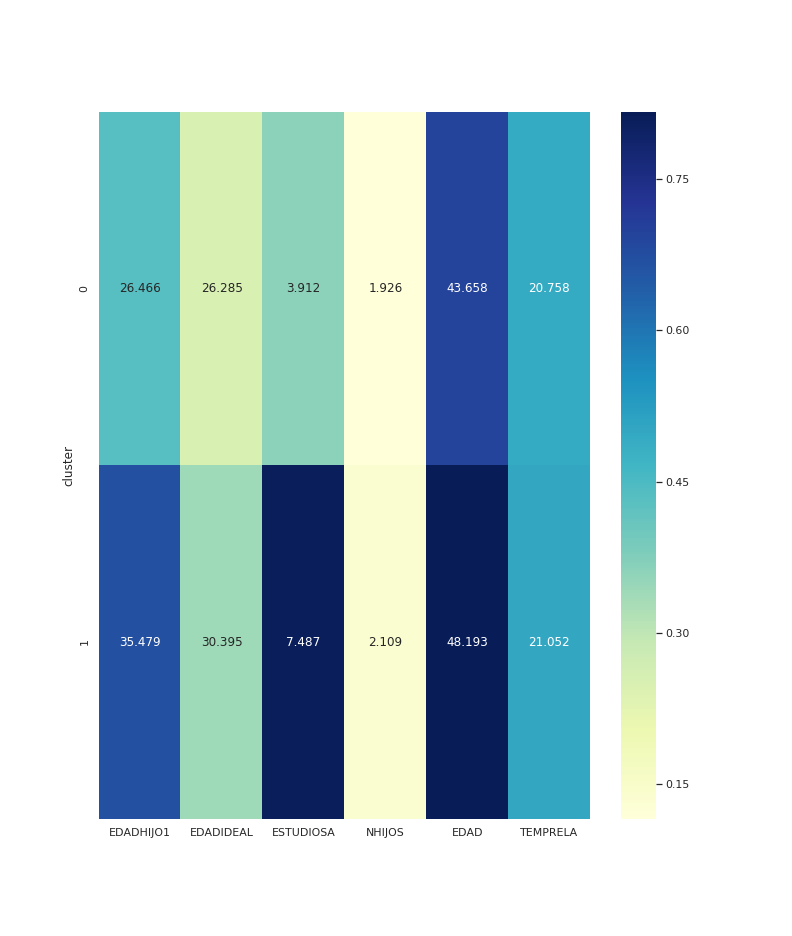 0.75
0
26.466 26.285 3.912 1.926 43.658 20.758
0.60
cluster
0.45
0.30
1
35.479 30.395 7.487 2.109 48.193 21.052
0.15
EDADHIJO1 EDADIDEAL ESTUDIOSA NHIJOS EDAD TEMPRELA